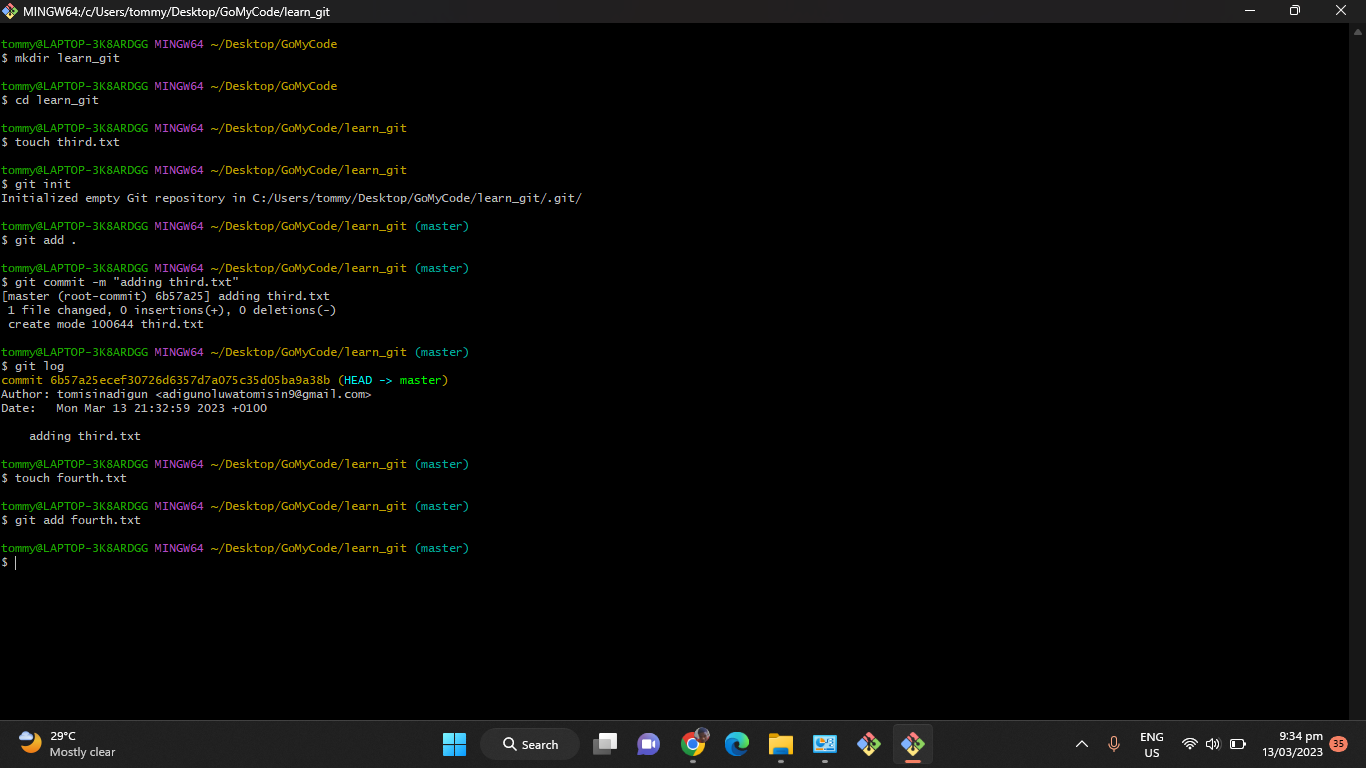 MINGW64:/c/Users/tommy/Desktop/GoMyCode/learn_git
tommy@LAPTOP-3K8ARDGG MINGW64 ~/Desktop/GoMyCode
$ mkdir learn_git
tommy@LAPTOP-3K8ARDGG MINGW64 ~/Desktop/GoMyCode
$ cd learn_git
tommy@LAPTOP-3K8ARDGG MINGW64 ~/Desktop/GoMyCode/learn_git
$ touch third.txt
tommy@LAPTOP-3K8ARDGG MINGW64 ~/Desktop/GoMyCode/learn_git
$ git init
Initialized empty Git repository in C:/Users/tommy/Desktop/GoMyCode/learn_git/.git/
tommy@LAPTOP-3K8ARDGG MINGW64 ~/Desktop/GoMyCode/learn_git (master)
$ git add .
tommy@LAPTOP-3K8ARDGG MINGW64 ~/Desktop/GoMyCode/learn_git (master)
$ git commit -m "adding third.txt"
[master (root-commit) 6b57a25] adding third.txt
1 file changed, 0 insertions(+), 0 deletions(-)
create mode 100644 third.txt
tommy@LAPTOP-3K8ARDGG MINGW64 ~/Desktop/GoMyCode/learn_git (master)
$ git log
commit 6b57a25ecef30726d6357d7a075c35d05ba9a38b (HEAD -> master)
Author: tomisinadigun <adigunoluwatomisin9@gmail.com>
Date: Mon Mar 13 21:32:59 2023 +0100
adding third.txt
tommy@LAPTOP-3K8ARDGG MINGW64 ~/Desktop/GoMyCode/learn_git (master)
$ touch fourth.txt
tommy@LAPTOP-3K8ARDGG MINGW64 ~/Desktop/GoMyCode/learn_git (master)
$ git add fourth.txt
tommy@LAPTOP-3K8ARDGG MINGW64 ~/Desktop/GoMyCode/learn_git (master)
$
29°C
Mostly clear
Search
ENG
US
9:34 pm
13/03/2023
35